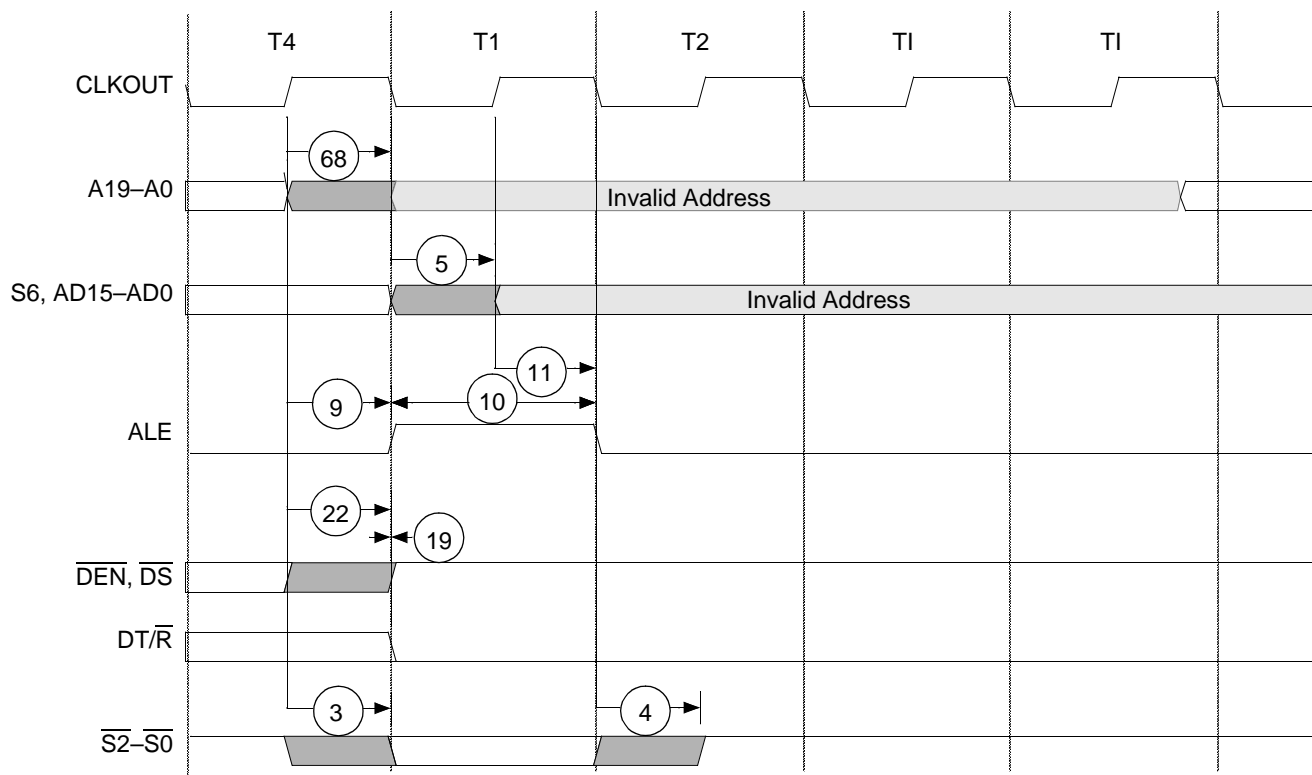 T4 T1 T2 TI TI
CLKOUT
68
A19–A0 Invalid Address
5
S6, AD15–AD0 Invalid Address
11
9 10
ALE
22
19
DEN, DS
DT/R
3 4
S2–S0